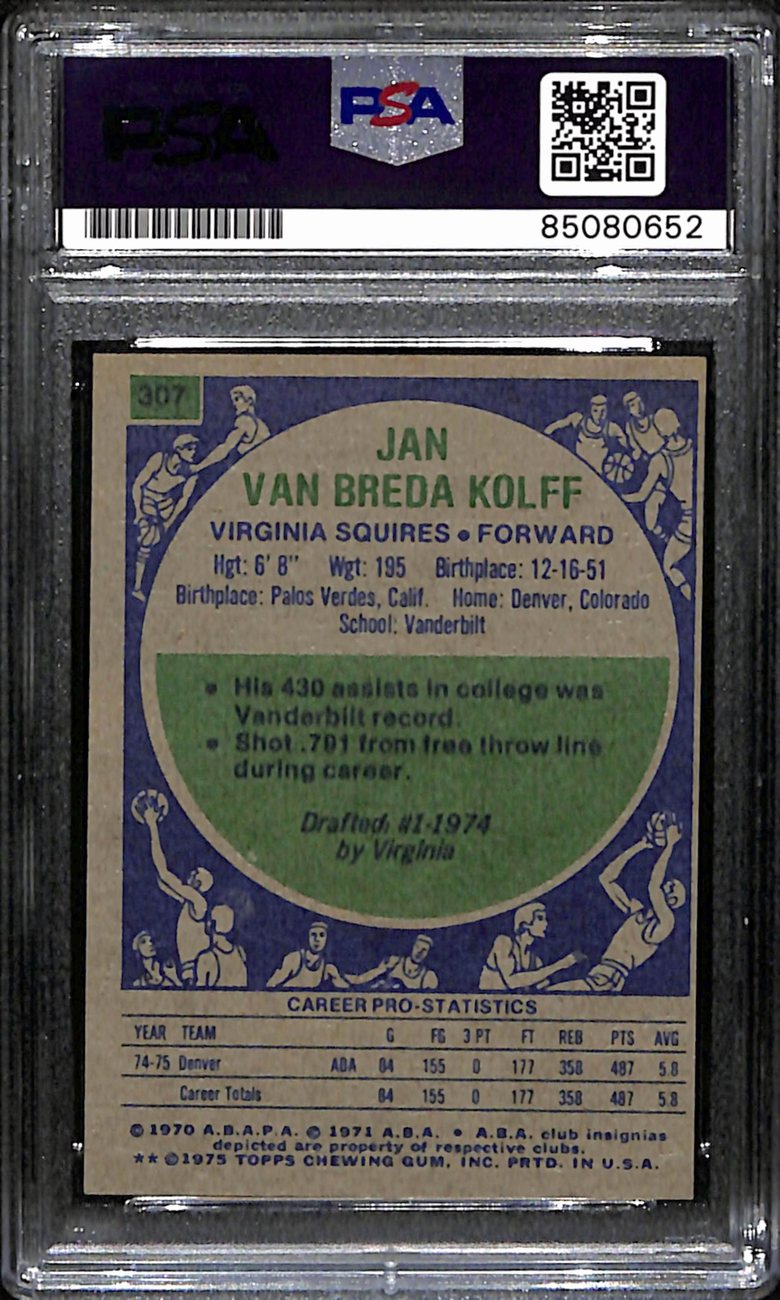 PSA
PSA
85080652
307
JAN
VAN BREDA KOLFF
VIRGINIA SQUIRES • FORWARD
Hgt: 6' 8" Wgt: 195 Birthplace: 12-16-51
Birthplace: Palos Verdes, Calif. Home: Denver, Colorado
School: Vanderbilt
• His 430 assists in college was
Vanderbilt record.
• Shot .791 from free throw line
during career.
Drafted: #1-1974
by Virginia
CAREER PRO-STATISTICS
YEAR TEAM G FG 3 PT FT REB PTS AVG
74-75 Denver ABA 84 155 0 177 358 487 5.8
Career Totals 84 155 0 177 358 487 5.8
© 1970 A.B.A.P.A. © 1971 A.B.A. • A.B.A. club insignias
depicted are property of respective clubs.
** © 1975 TOPPS CHEWING GUM, INC. PRTD. IN U.S.A.